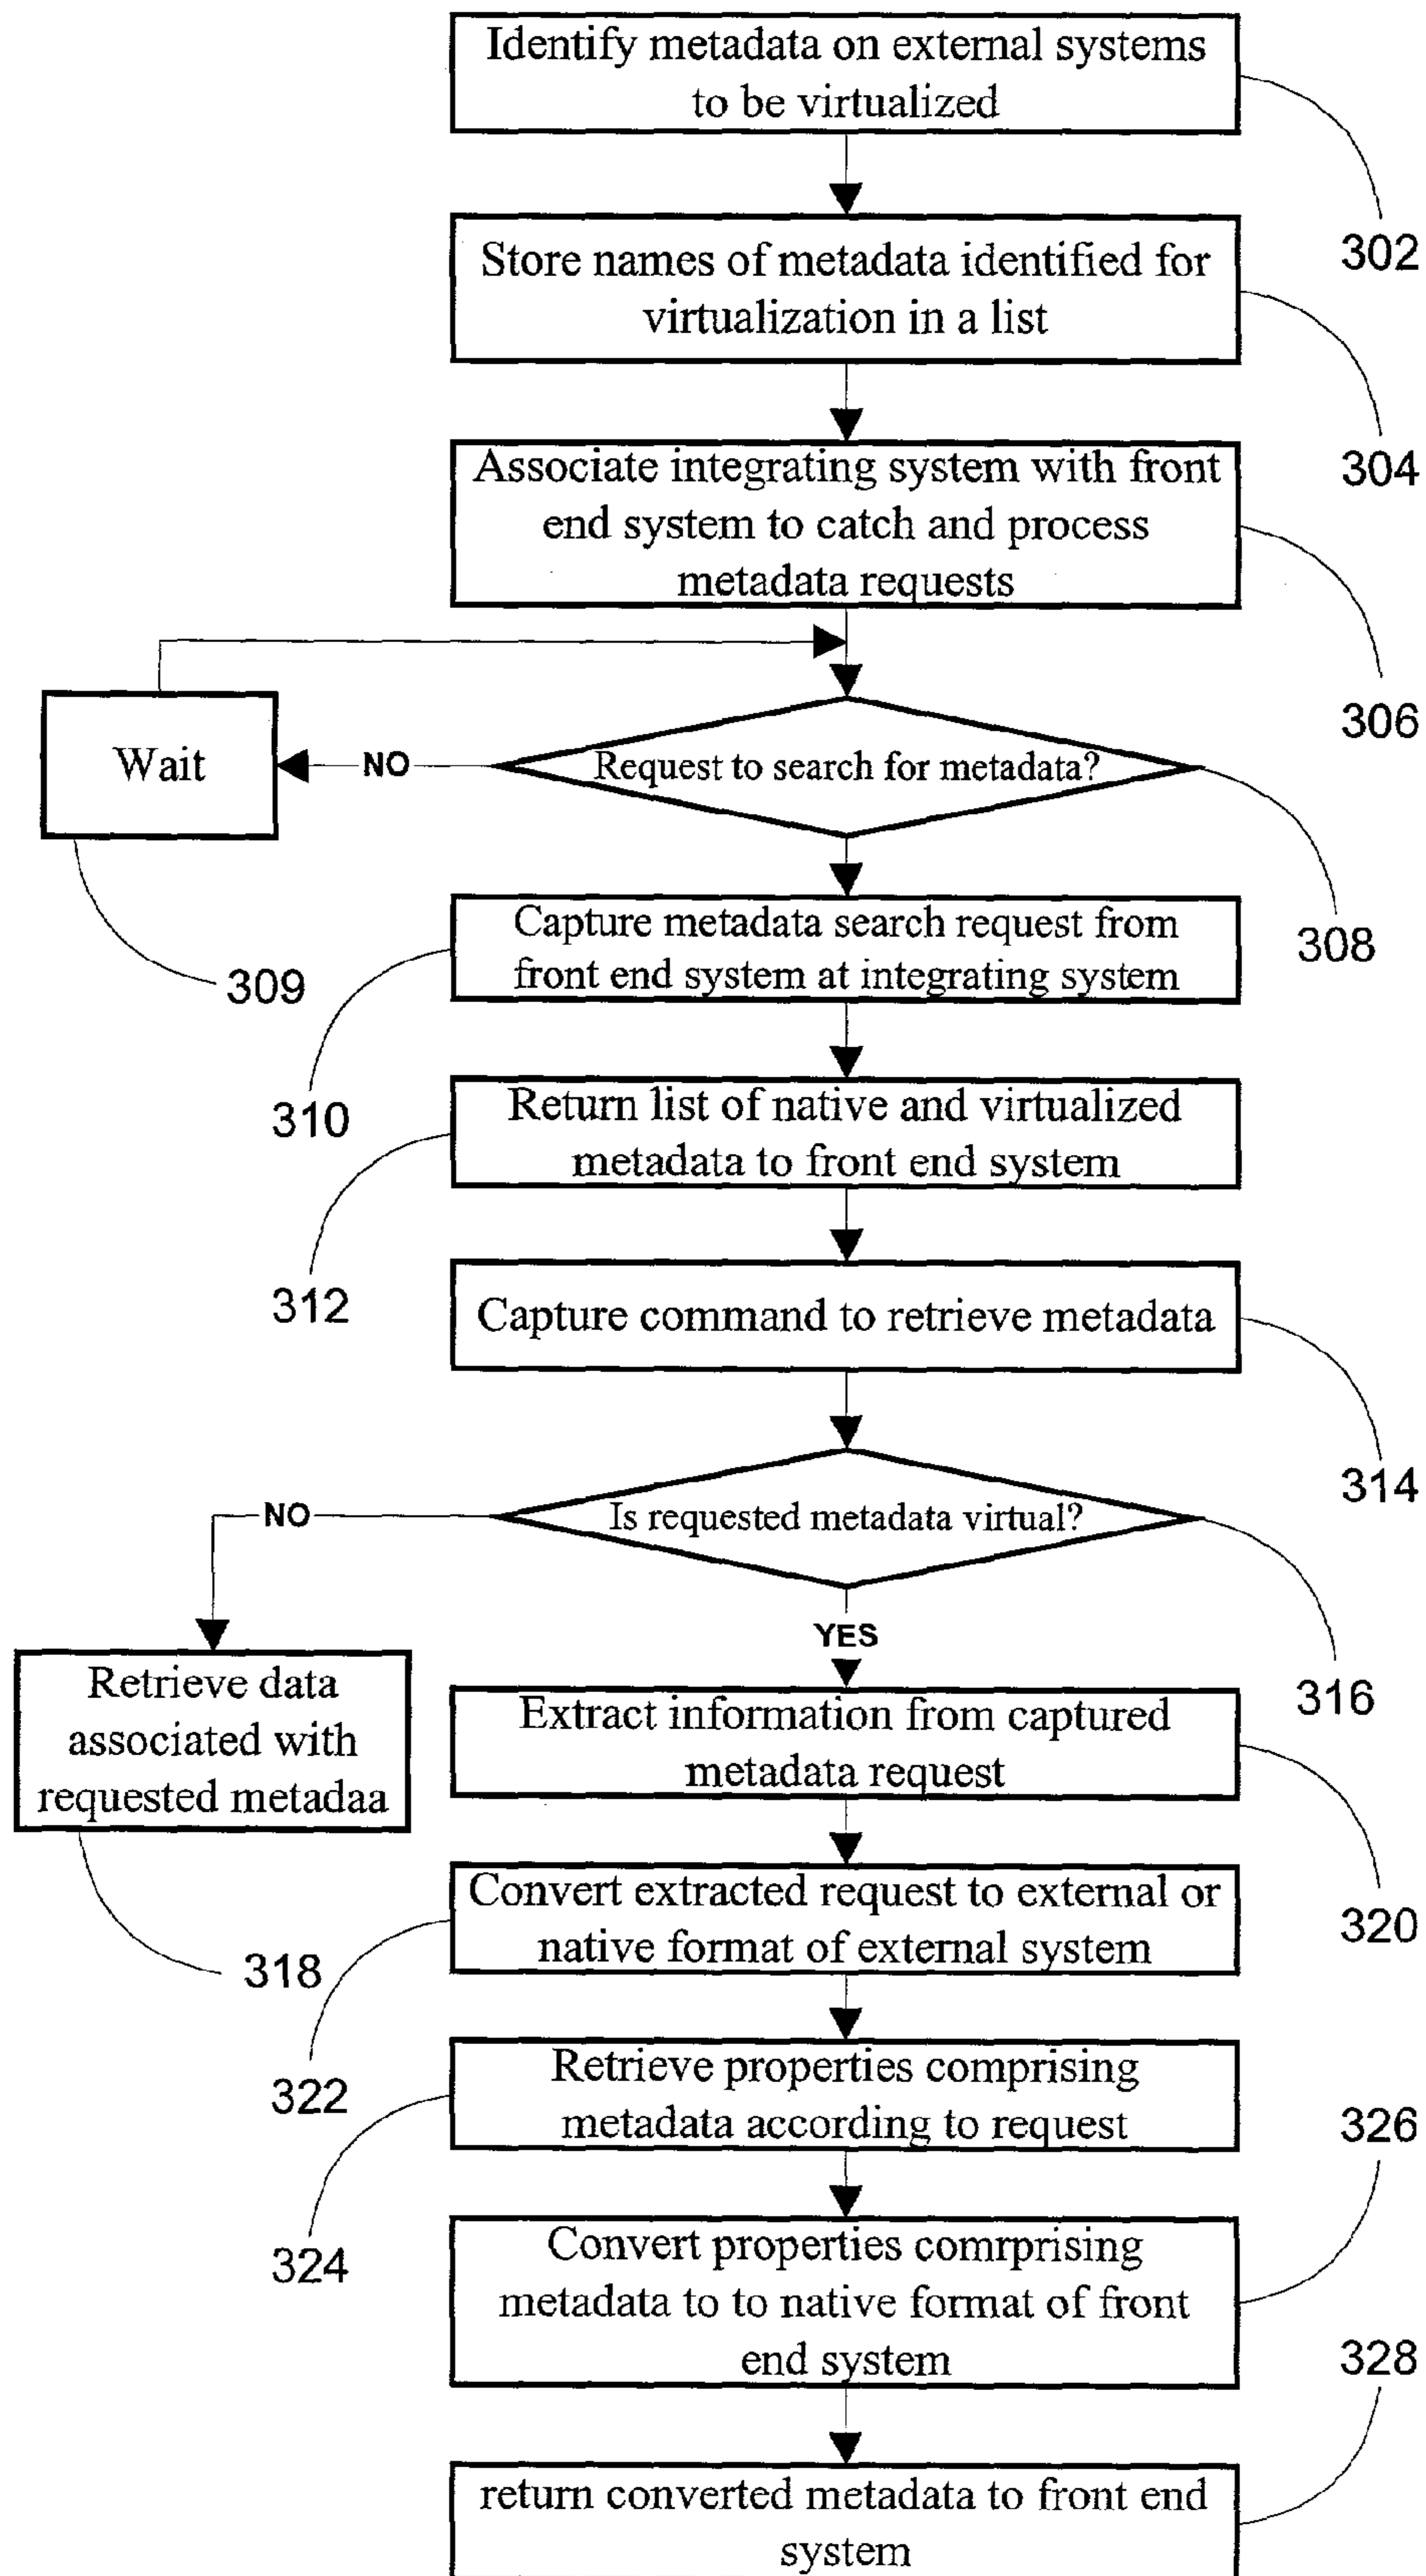 Identify metadata on external systems
to be virtualized
302
Store names of metadata identified for
virtualization in a list
304
Associate integrating system with front
end system to catch and process
metadata requests
306
Wait
NO
Request to search for metadata?
308
309
Capture metadata search request from
front end system at integrating system
310
Return list of native and virtualized
metadata to front end system
312
Capture command to retrieve metadata
314
NO
Is requested metadata virtual?
316
YES
Retrieve data
associated with
requested metadaa
318
Extract information from captured
metadata request
320
Convert extracted request to external or
native format of external system
322
Retrieve properties comprising
metadata according to request
324
326
Convert properties comrprising
metadata to to native format of front
end system
328
return converted metadata to front end
system